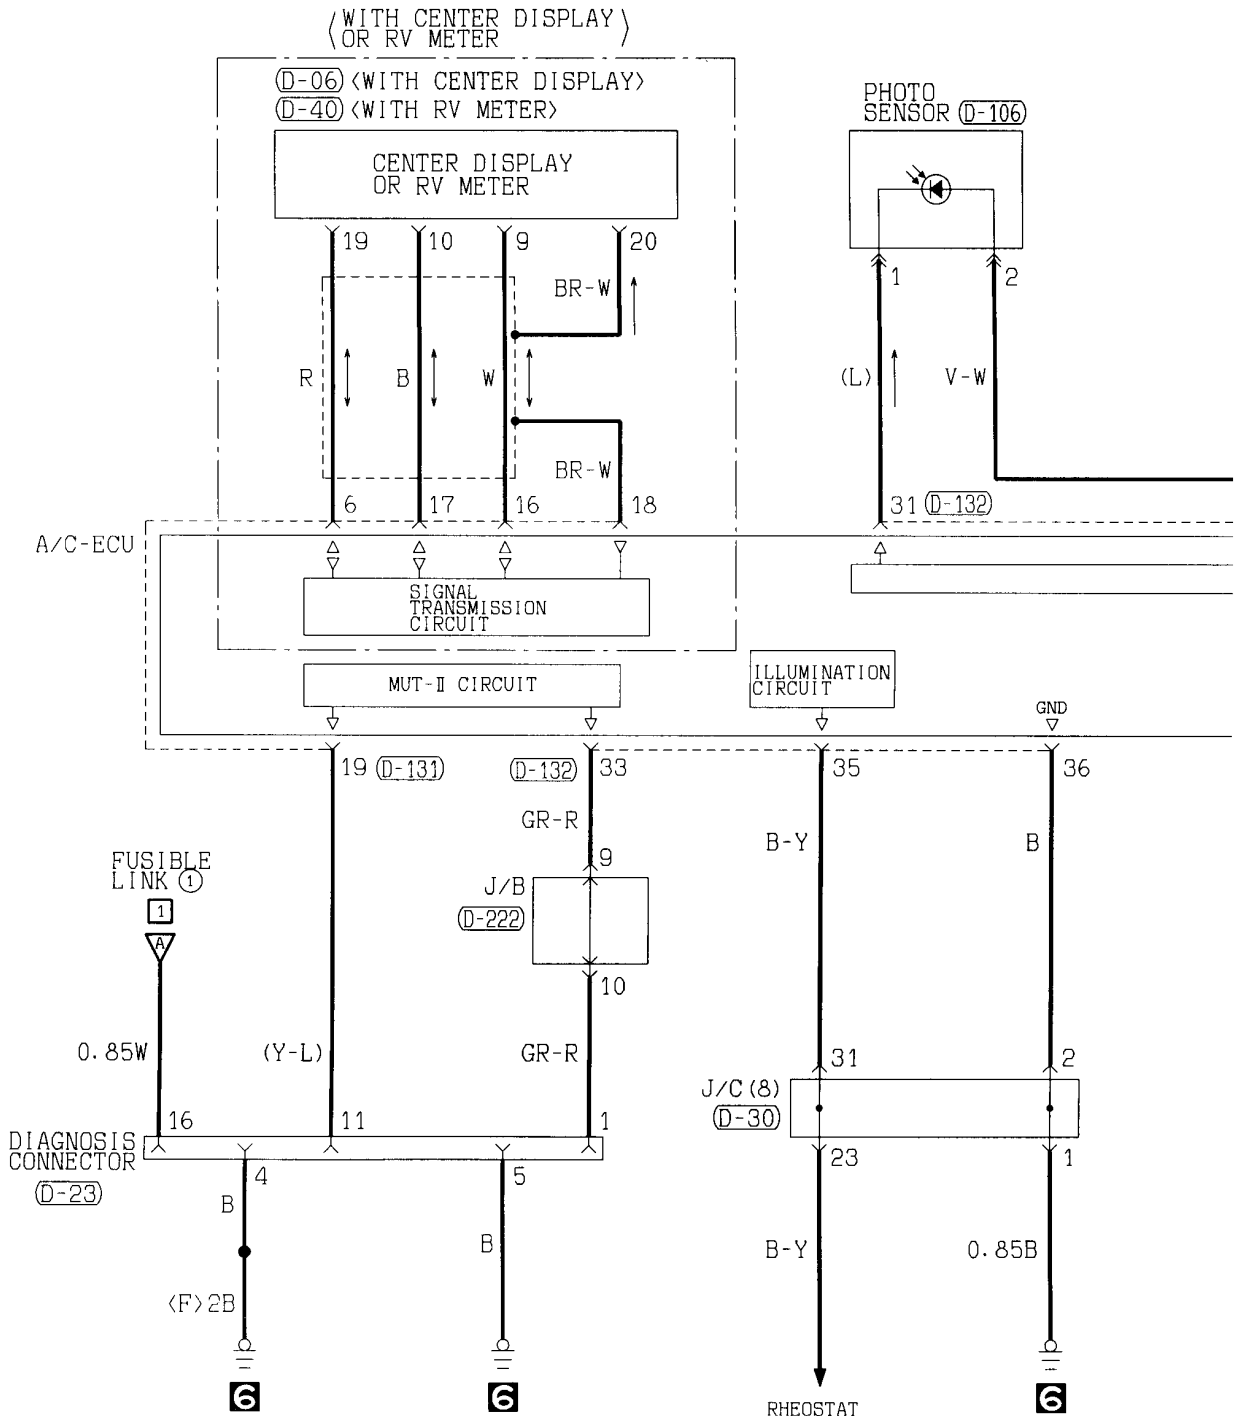 〈WITH CENTER DISPLAY
OR RV METER〉
D-06 〈WITH CENTER DISPLAY〉
D-40 〈WITH RV METER〉
CENTER DISPLAY
OR RV METER
PHOTO
SENSOR D-106
19 10 9 20
1 2
BR-W
R B W
(L) V-W
BR-W
6 17 16 18
31 D-132
A/C-ECU
SIGNAL
TRANSMISSION
CIRCUIT
MUT-Ⅱ CIRCUIT
ILLUMINATION
CIRCUIT
GND
19 D-131
D-132 33
35 36
GR-R
B-Y B
FUSIBLE
LINK ①
1
A
9
J/B
D-222
10
0.85W (Y-L) GR-R
31 2
J/C(8)
D-30
16 11 1
DIAGNOSIS
CONNECTOR
D-23
4 5
23 1
B
B
B-Y 0.85B
〈F〉2B
6 6 6
RHEOSTAT